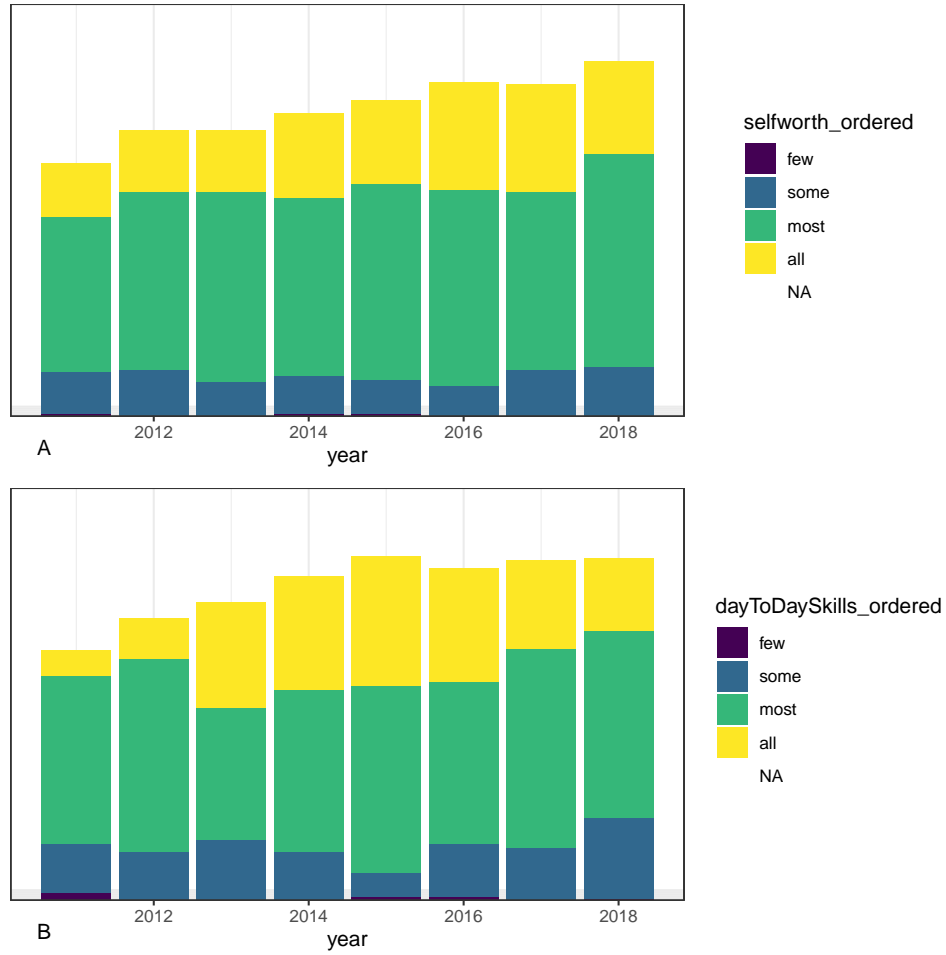 selfworth_ordered
few
some
most
all
NA
2012 2014 2016 2018
A year
dayToDaySkills_ordered
few
some
most
all
NA
2012 2014 2016 2018
B year